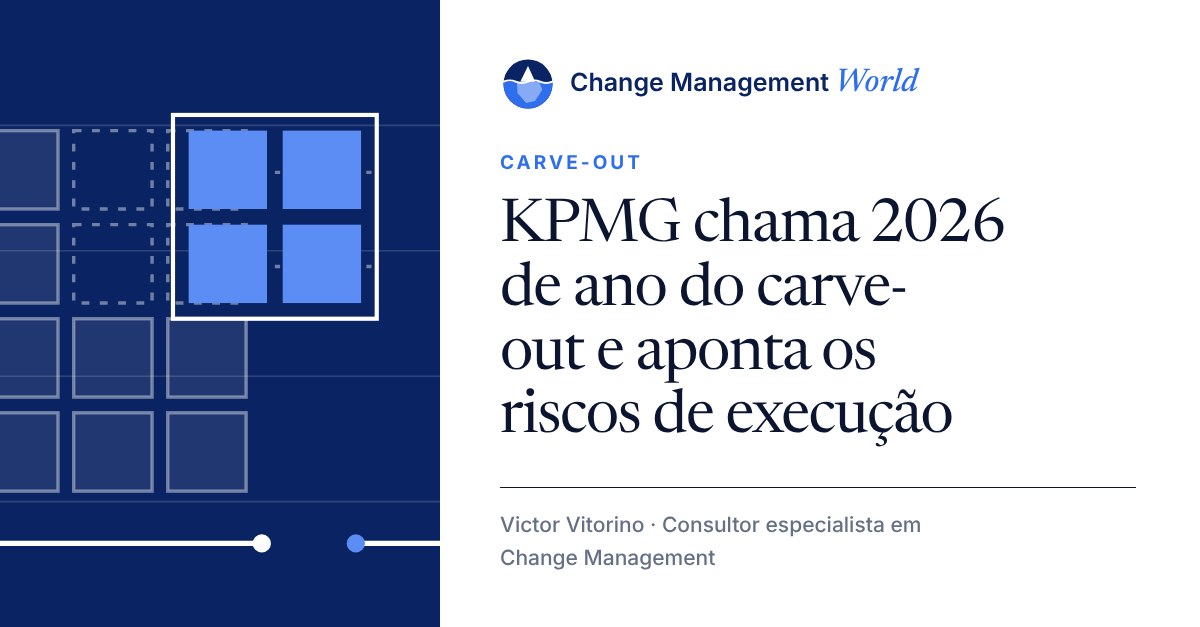 Change Management World
CARVE-OUT
KPMG chama 2026
de ano do carve-
out e aponta os
riscos de execução
Victor Vitorino · Consultor especialista em
Change Management